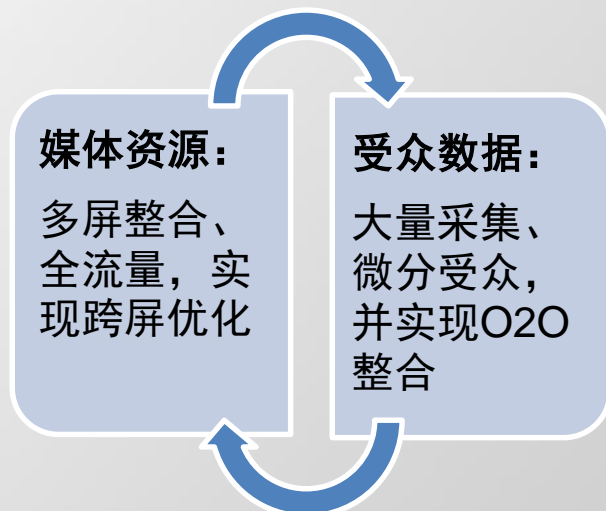 媒体资源：
多屏整合、
全流量，实
现跨屏优化
受众数据：
大量采集、
微分受众，
并实现O2O
整合